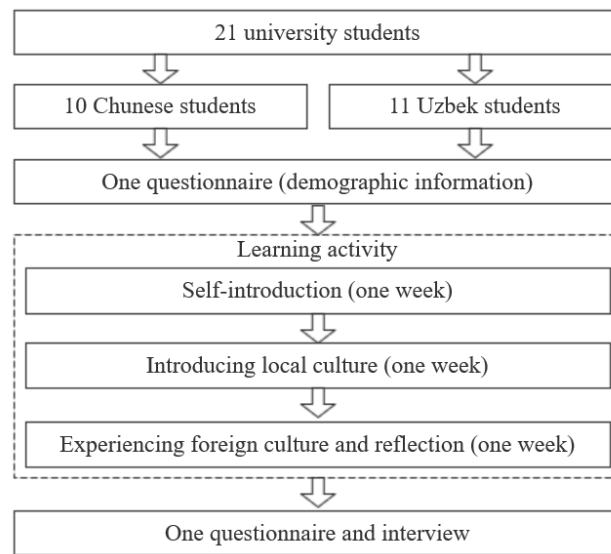 21 university students
10 Chunese students
11 Uzbek students
One questionnaire (demographic information)
Learning activity
Self-introduction (one week)
Introducing local culture (one week)
Experiencing foreign culture and reflection (one week)
One questionnaire and interview